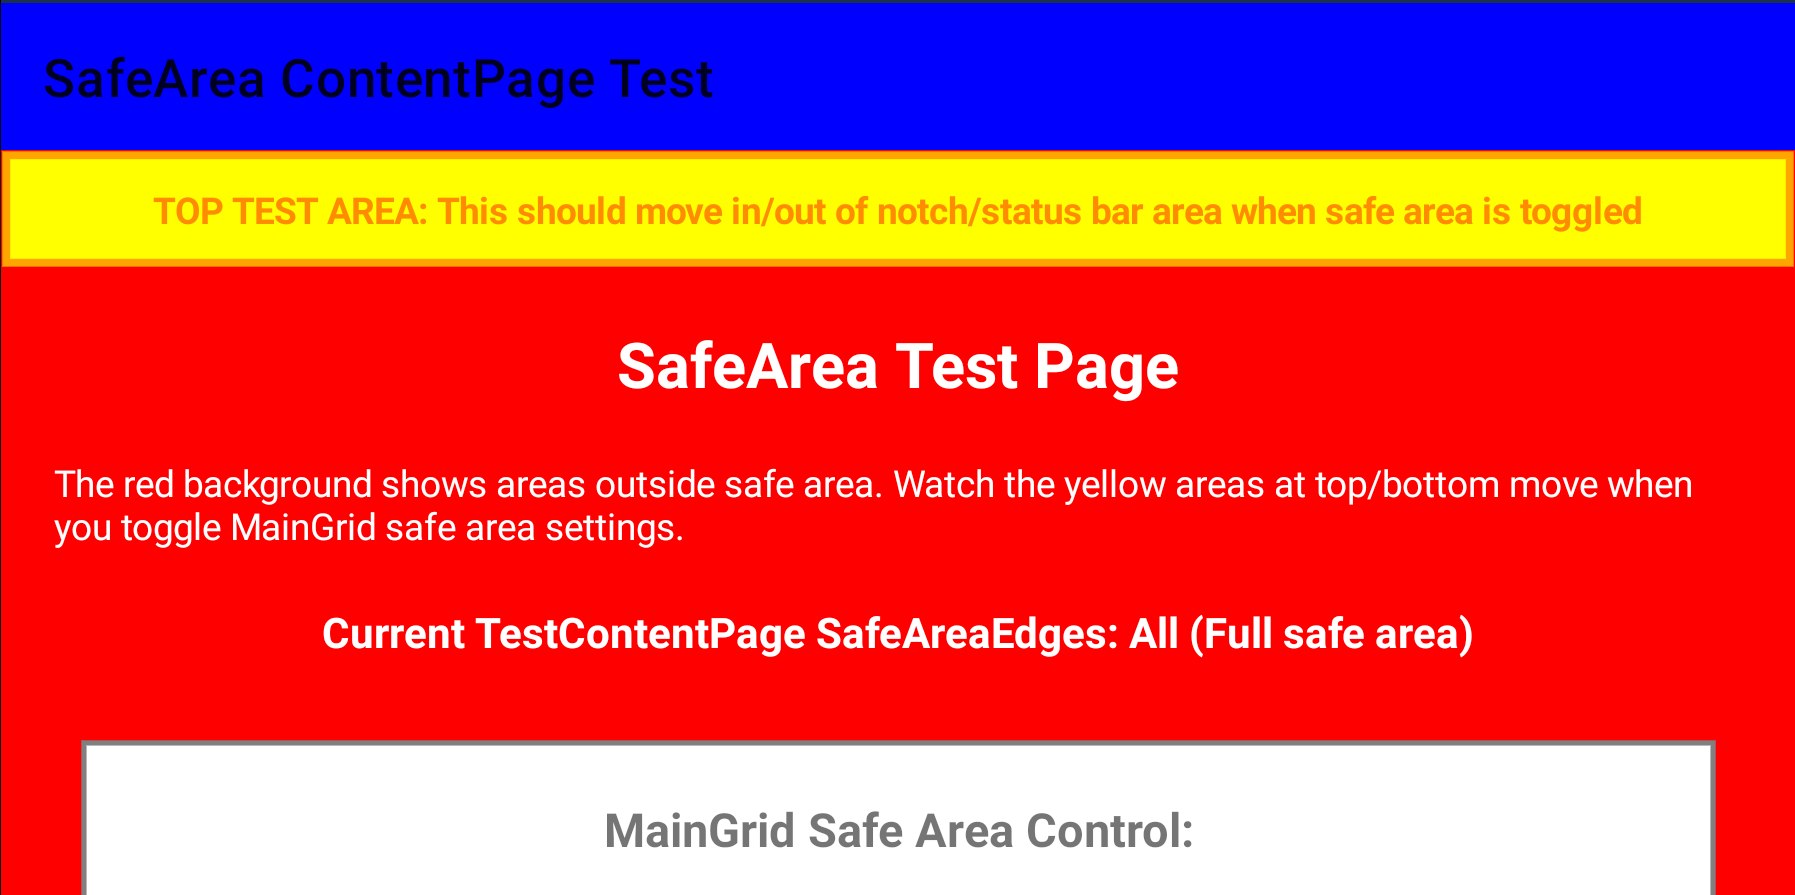 SafeArea ContentPage Test
TOP TEST AREA: This should move in/out of notch/status bar area when safe area is toggled
SafeArea Test Page
The red background shows areas outside safe area. Watch the yellow areas at top/bottom move when
you toggle MainGrid safe area settings.
Current TestContentPage SafeAreaEdges: All (Full safe area)
MainGrid Safe Area Control: